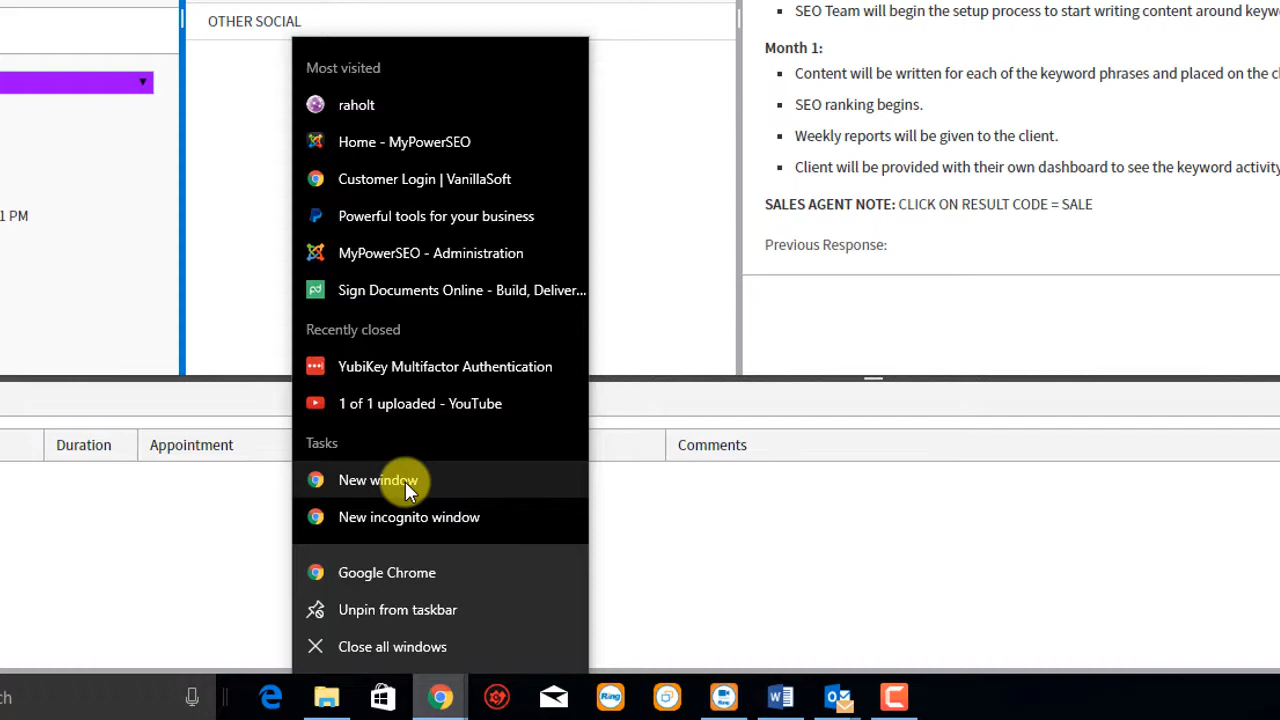 OTHER SOCIAL
1 PM
Most visited
raholt
Home - MyPowerSEO
Customer Login | VanillaSoft
Powerful tools for your business
MyPowerSEO - Administration
Sign Documents Online - Build, Deliver...
Recently closed
YubiKey Multifactor Authentication
1 of 1 uploaded - YouTube
Tasks
New window
New incognito window
Google Chrome
Unpin from taskbar
Close all windows
SEO Team will begin the setup process to start writing content around keyw
Month 1:
Content will be written for each of the keyword phrases and placed on the cl
SEO ranking begins.
Weekly reports will be given to the client.
Client will be provided with their own dashboard to see the keyword activity
SALES AGENT NOTE: CLICK ON RESULT CODE = SALE
Previous Response:
Duration Appointment Comments
ch
Ring
Ring